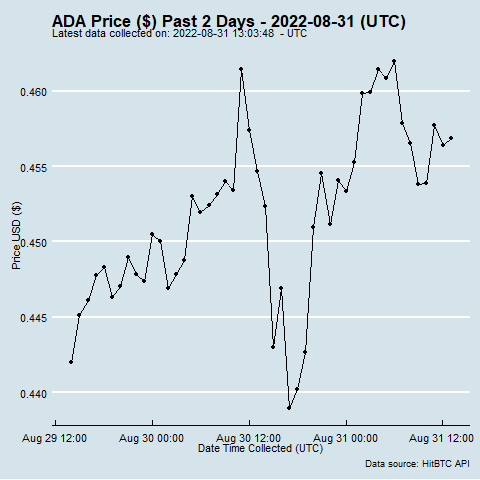 ADA Price ($) Past 2 Days - 2022-08-31 (UTC)
Latest data collected on: 2022-08-31 13:03:48 - UTC
0.460
0.455
0.450
0.445
0.440
Price USD ($)
Aug 29 12:00 Aug 30 00:00 Aug 30 12:00 Aug 31 00:00 Aug 31 12:00
Date Time Collected (UTC)
Data source: HitBTC API